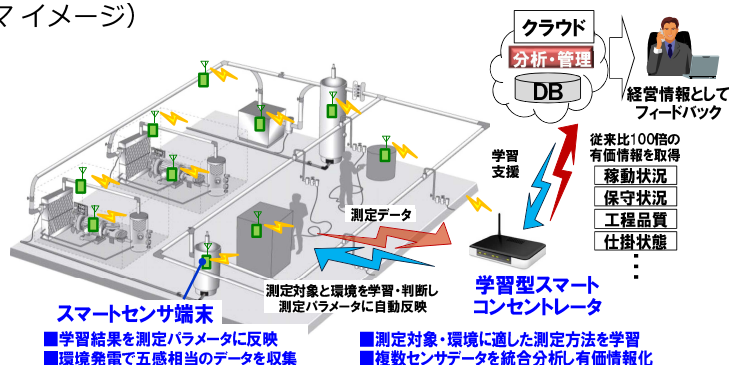 マ イメージ）
クラウド
分析・管理
DB
経営情報として
フィードバック
学習
支援
従来比100倍の
有価情報を取得
稼動状況
保守状況
工程品質
仕掛状態
測定データ
測定対象と環境を学習・判断し
測定パラメータに自動反映
学習型スマート
コンセントレータ
スマートセンサ端末
■学習結果を測定パラメータに反映
■環境発電で五感相当のデータを収集
■測定対象・環境に適した測定方法を学習
■複数センサデータを統合分析し有価情報化